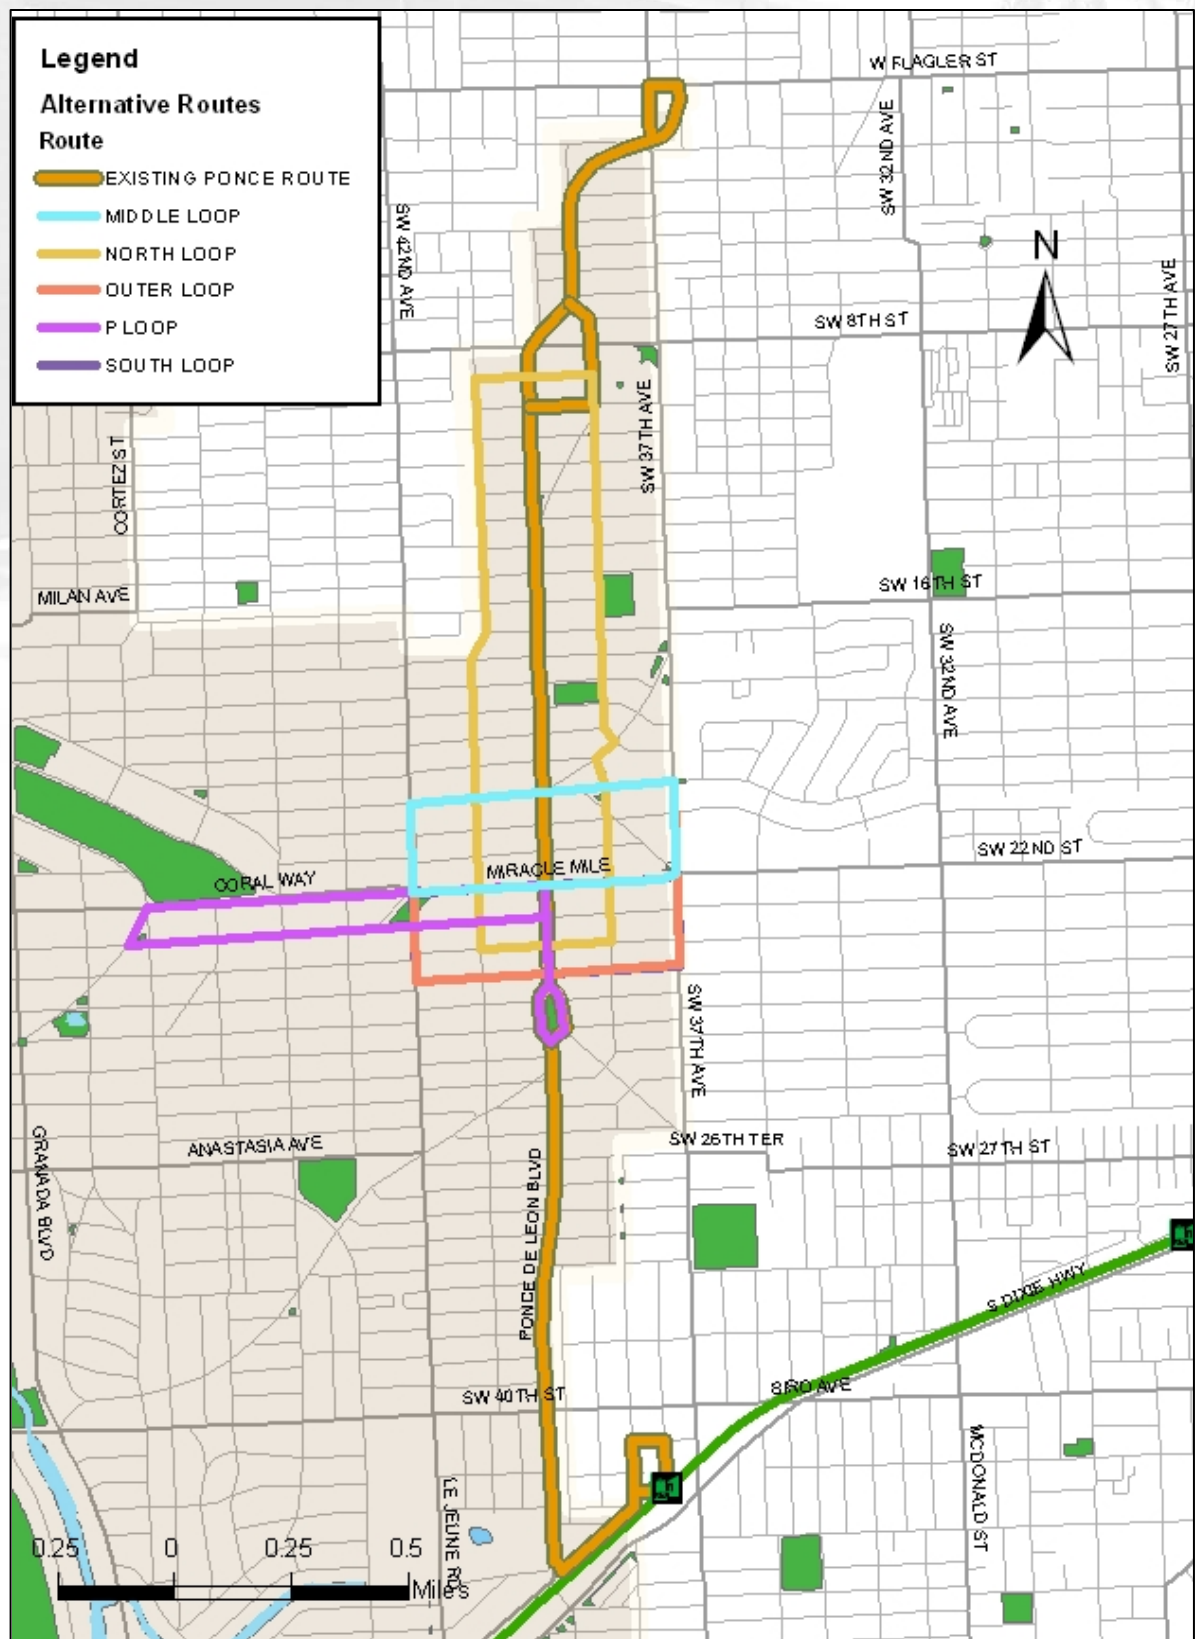 Legend
Alternative Routes
Route
EXISTING PONCE ROUTE
MIDDLE LOOP
NORTH LOOP
OUTER LOOP
P LOOP
SOUTH LOOP
W FLAGLER ST
SW 32ND AVE
SW 42ND AVE
N
SW 27TH AVE
SW 8TH ST
SW 37TH AVE
CORTEZ ST
MILAN AVE
SW 16TH ST
SW 32ND AVE
SW 22ND ST
MIRACLE MILE
CORAL WAY
SW 37TH AVE
GRANADA BLVD
ANASTASIA AVE
SW 26TH TER
SW 27TH ST
PONCE DE LEON BLVD
S DIXIE HWY
BIRD AVE
SW 40TH ST
MCDONALD ST
LE JEUNE RD
0.25 0 0.25 0.5
Miles